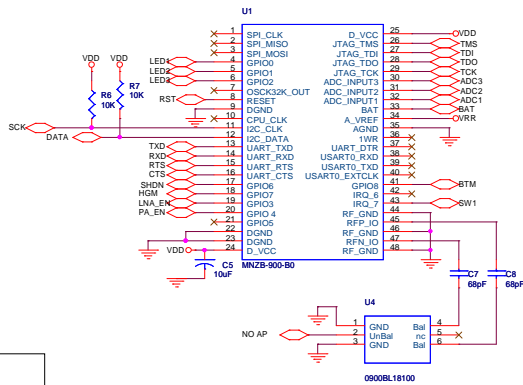 U1
1 SPI_CLK D_VCC 25 VDD
2 SPI_MISO JTAG_TMS 26 TMS
3 SPI_MOSI JTAG_TDI 27 TDI
LED1 4 GPIO0 JTAG_TDO 28 TDO
LED2 5 GPIO1 JTAG_TCK 29 TCK
LED3 6 GPIO2 ADC_INPUT3 30 ADC3
7 OSCK32K_OUT ADC_INPUT2 31 ADC2
RST 8 RESET ADC_INPUT1 32 ADC1
9 DGND BAT 33 BAT
10 CPU_CLK A_VREF 34 VRR
SCK 11 I2C_CLK AGND 35
DATA 12 I2C_DATA 1WR 36
TXD 13 UART_TXD UART_DTR 37
RXD 14 UART_RXD USART0_RXD 38
RTS 15 UART_RTS USART0_TXD 39
CTS 16 UART_CTS USART0_EXTCLK 40
SHDN 17 GPIO6 GPIO8 41 BTM
HGM 18 GPIO7 IRQ_6 42
LNA_EN 19 GPIO3 IRQ_7 43 SW1
PA_EN 20 GPIO 4 RF_GND 44
21 GPIO5 RFP_IO 45
22 DGND RF_GND 46
23 DGND RFN_IO 47
VDD 24 D_VCC RF_GND 48
MNZB-900-B0
VDD VDD
R6
10K
R7
10K
C5
10uF
C7
68pF
C8
68pF
U4
1 GND Bal 4
NO AP 2 UnBal nc 5
3 GND Bal 6
0900BL18100